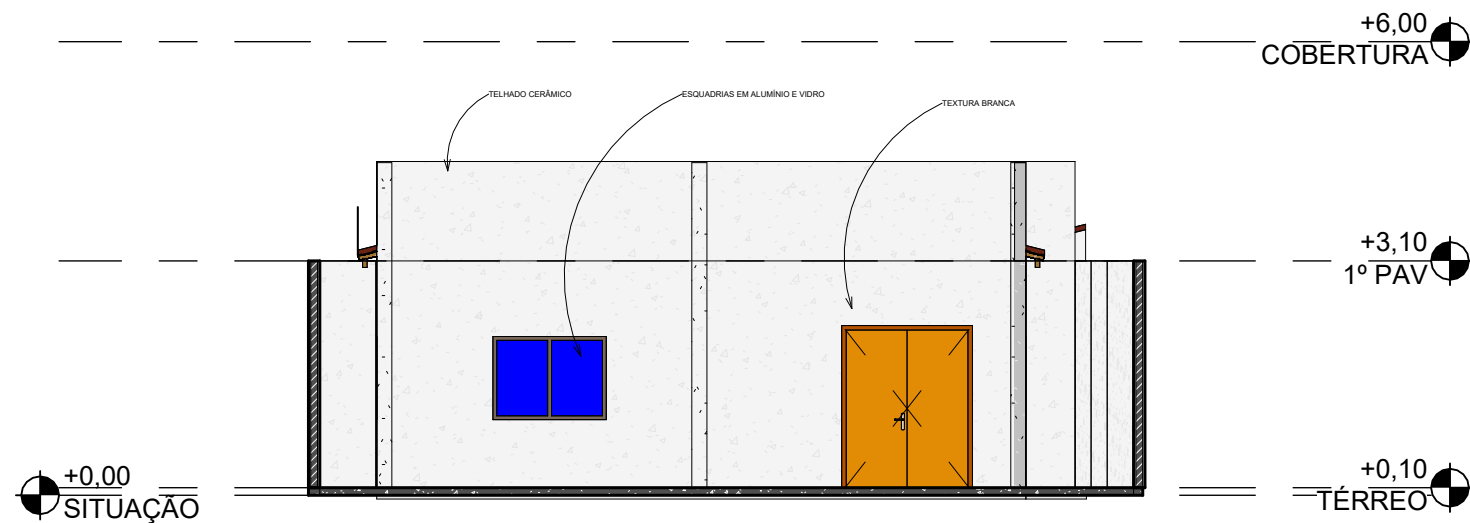 +6,00
COBERTURA
TELHADO CERÂMICO
ESQUADRIAS EM ALUMÍNIO E VIDRO
TEXTURA BRANCA
+3,10
1º PAV
+0,00
SITUAÇÃO
+0,10
TÉRREO